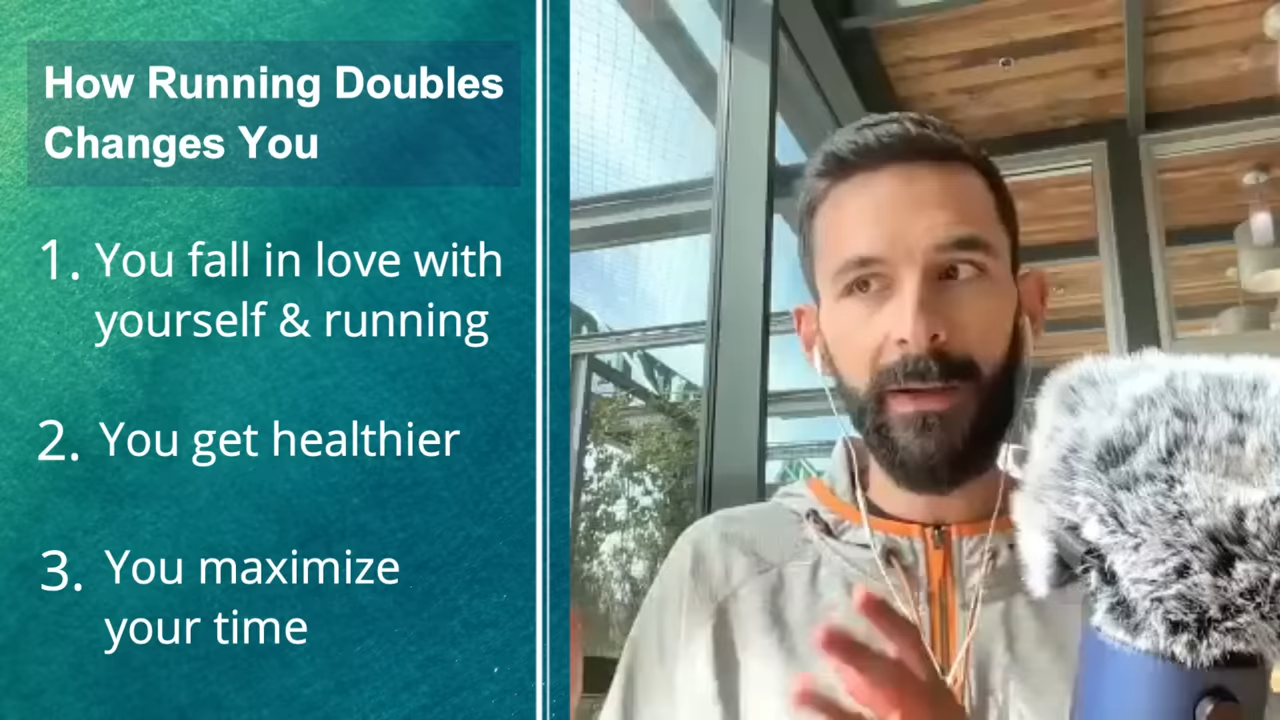 How Running Doubles
Changes You
1. You fall in love with
yourself & running
2. You get healthier
3. You maximize
your time